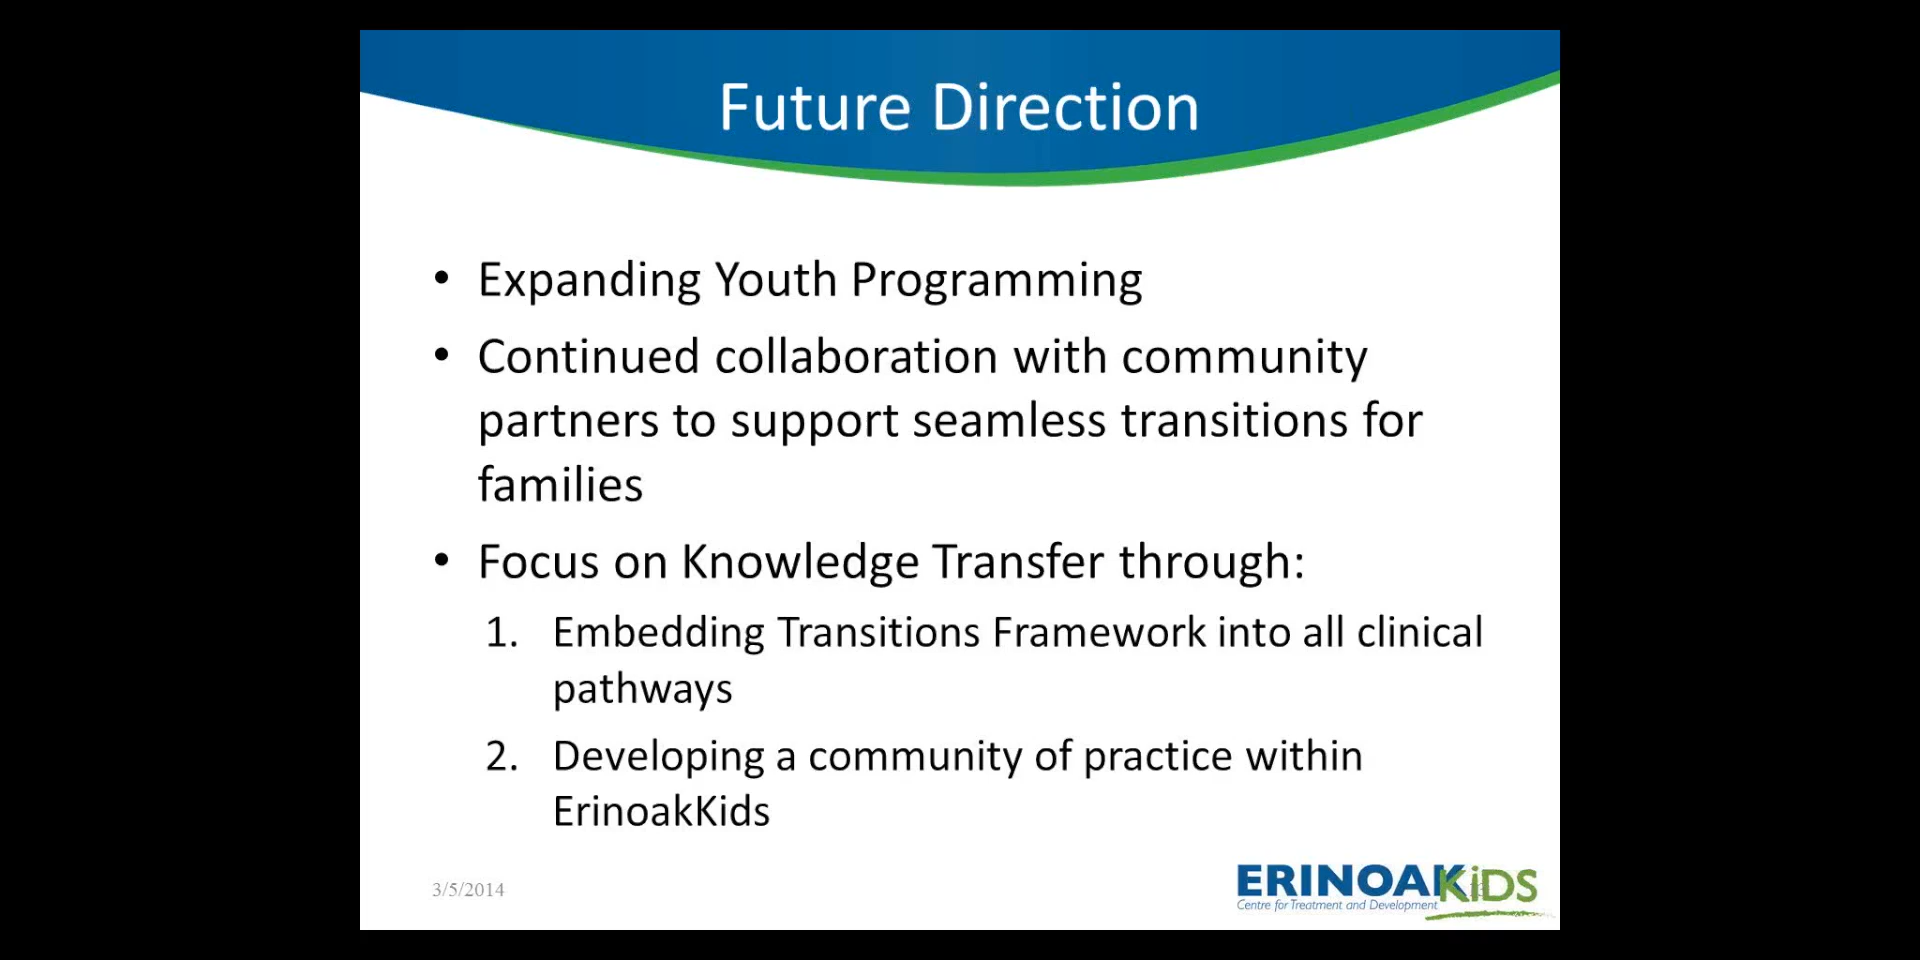 Future Direction
• Expanding Youth Programming
• Continued collaboration with community
partners to support seamless transitions for
families
• Focus on Knowledge Transfer through:
1. Embedding Transitions Framework into all clinical
pathways
2. Developing a community of practice within
ErinoakKids
3/5/2014
ERINOAKKiDS
Centre for Treatment and Development